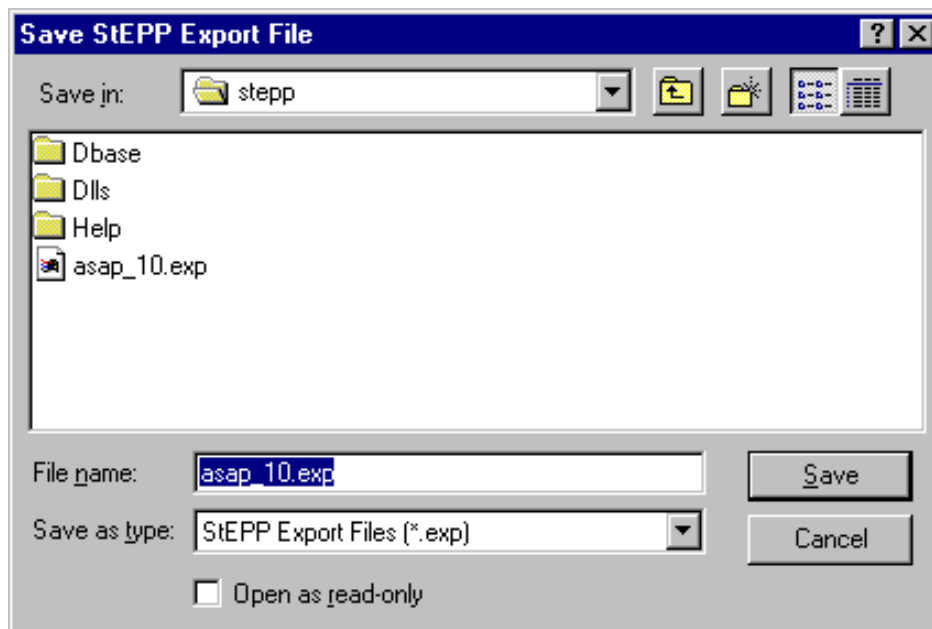 Save StEPP Export File
Save in: stepp
Dbase
Dlls
Help
asap_10.exp
File name: asap_10.exp Save
Save as type: StEPP Export Files (*.exp) Cancel
Open as read-only